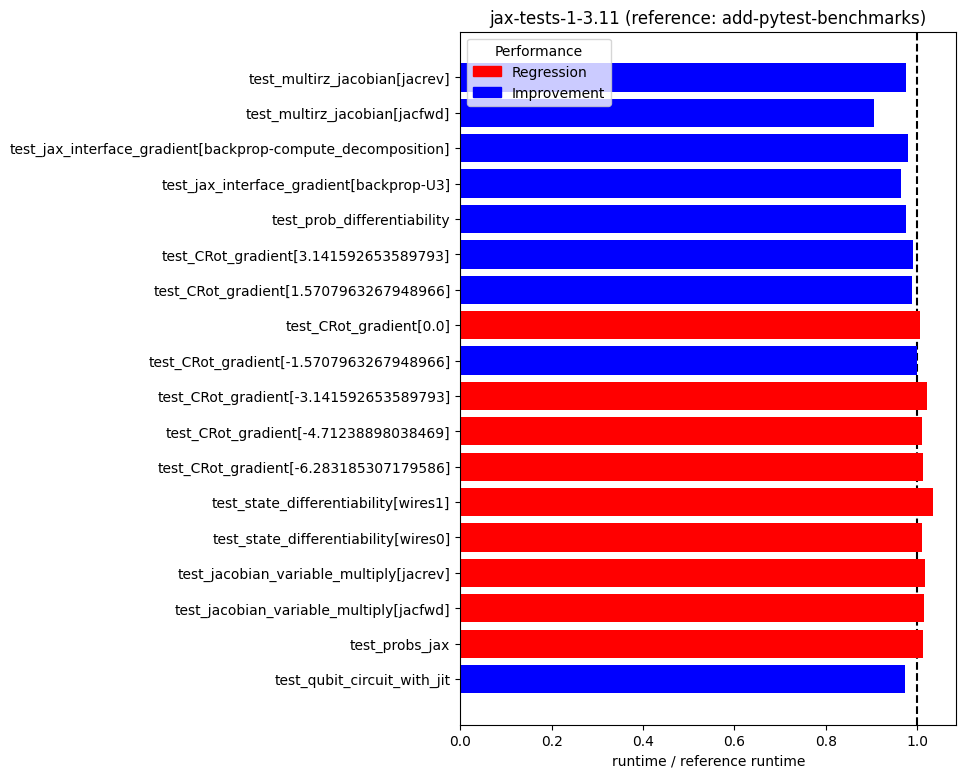 jax-tests-1-3.11 (reference: add-pytest-benchmarks)
Performance
Regression
Improvement
test_multirz_jacobian[jacrev]
test_multirz_jacobian[jacfwd]
test_jax_interface_gradient[backprop-compute_decomposition]
test_jax_interface_gradient[backprop-U3]
test_prob_differentiability
test_CRot_gradient[3.141592653589793]
test_CRot_gradient[1.5707963267948966]
test_CRot_gradient[0.0]
test_CRot_gradient[-1.5707963267948966]
test_CRot_gradient[-3.141592653589793]
test_CRot_gradient[-4.71238898038469]
test_CRot_gradient[-6.283185307179586]
test_state_differentiability[wires1]
test_state_differentiability[wires0]
test_jacobian_variable_multiply[jacrev]
test_jacobian_variable_multiply[jacfwd]
test_probs_jax
test_qubit_circuit_with_jit
0.0 0.2 0.4 0.6 0.8 1.0
runtime / reference runtime